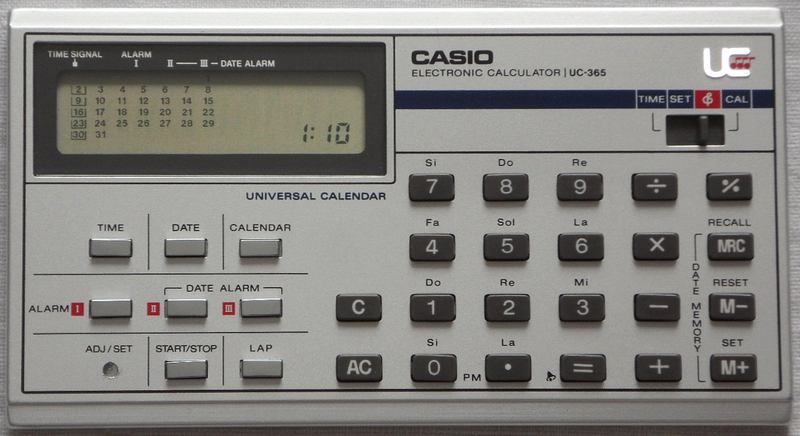 TIME SIGNAL ALARM
I II III DATE ALARM
2 3 4 5 6 7 8
9 10 11 12 13 14 15
16 17 18 19 20 21 22
23 24 25 26 27 28 29
30 31
1:10
CASIO
ELECTRONIC CALCULATOR | UC-365
UC
TIME SET CAL
UNIVERSAL CALENDAR
TIME DATE CALENDAR
DATE ALARM
ALARM I II III
ADJ/SET START/STOP LAP
Si Do Re
7 8 9 ÷ %
Fa Sol La RECALL
4 5 6 × MRC
Do Re Mi RESET
C 1 2 3 − M−
Si La SET
AC 0 PM • = + M+
DATE MEMORY